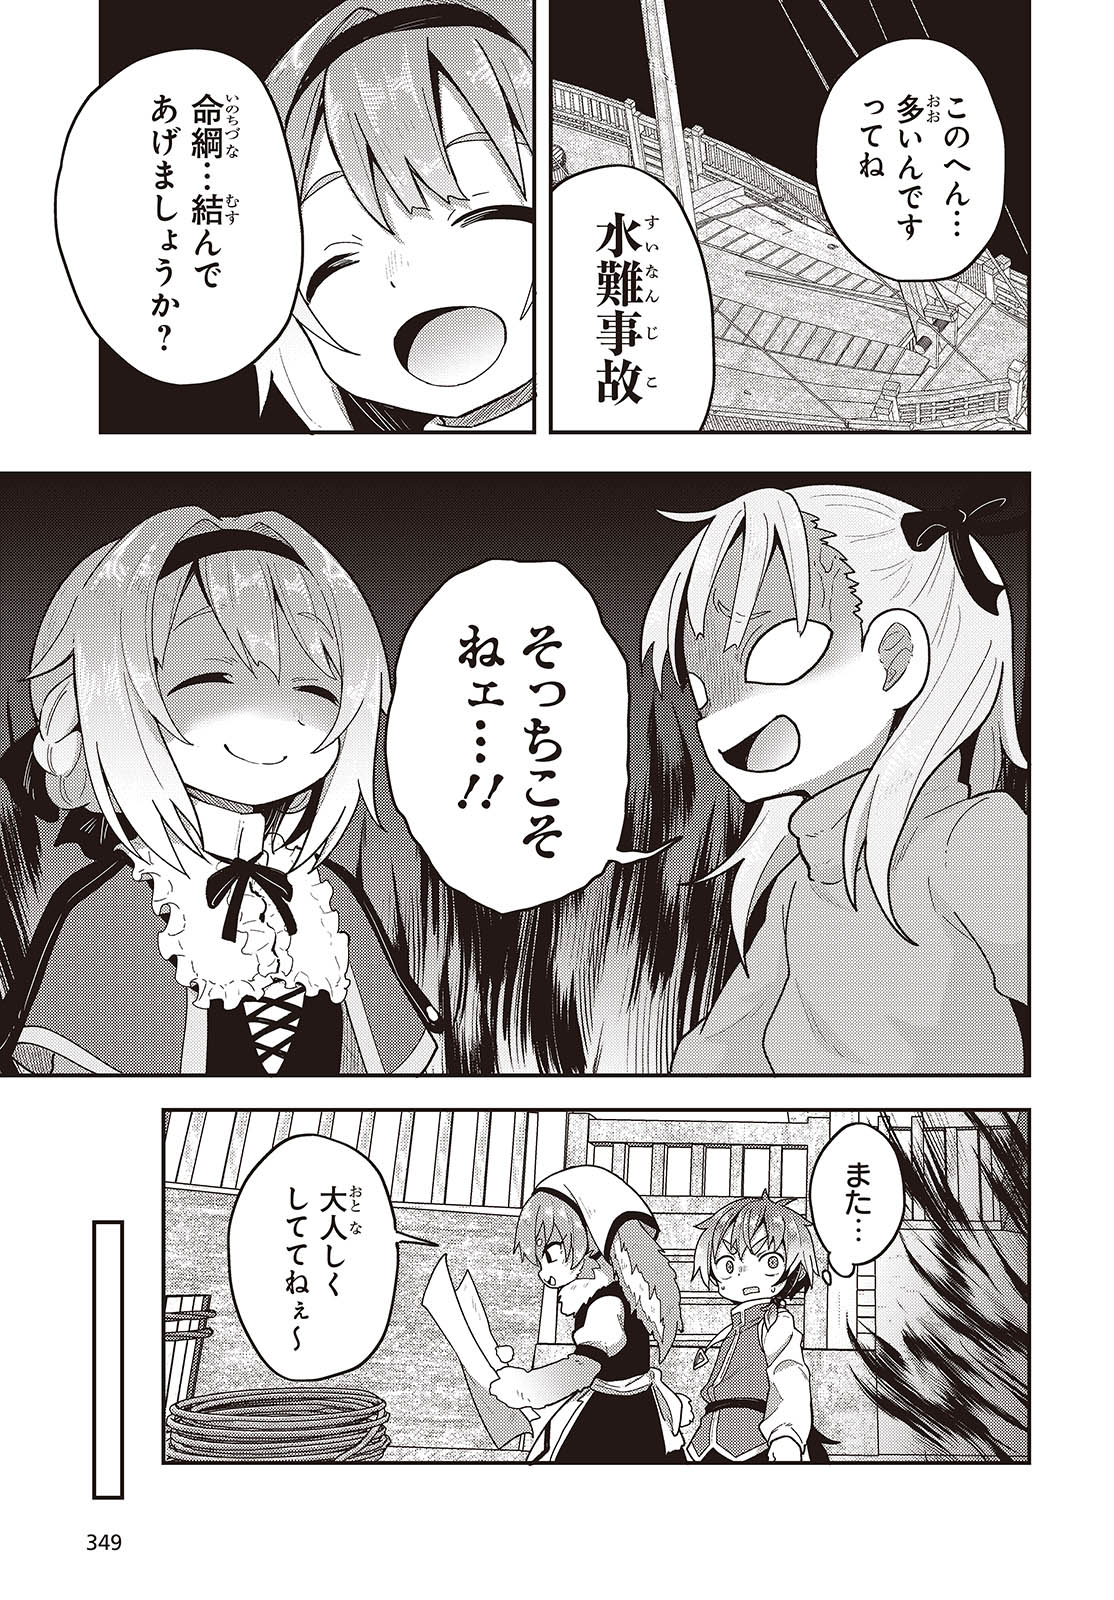 このへん…
多いんです
ってね
水難事故
命綱…結んで
あげましょうか？
そっちこそ
ねェ…!!
また…
大人しく
しててねぇ～
349